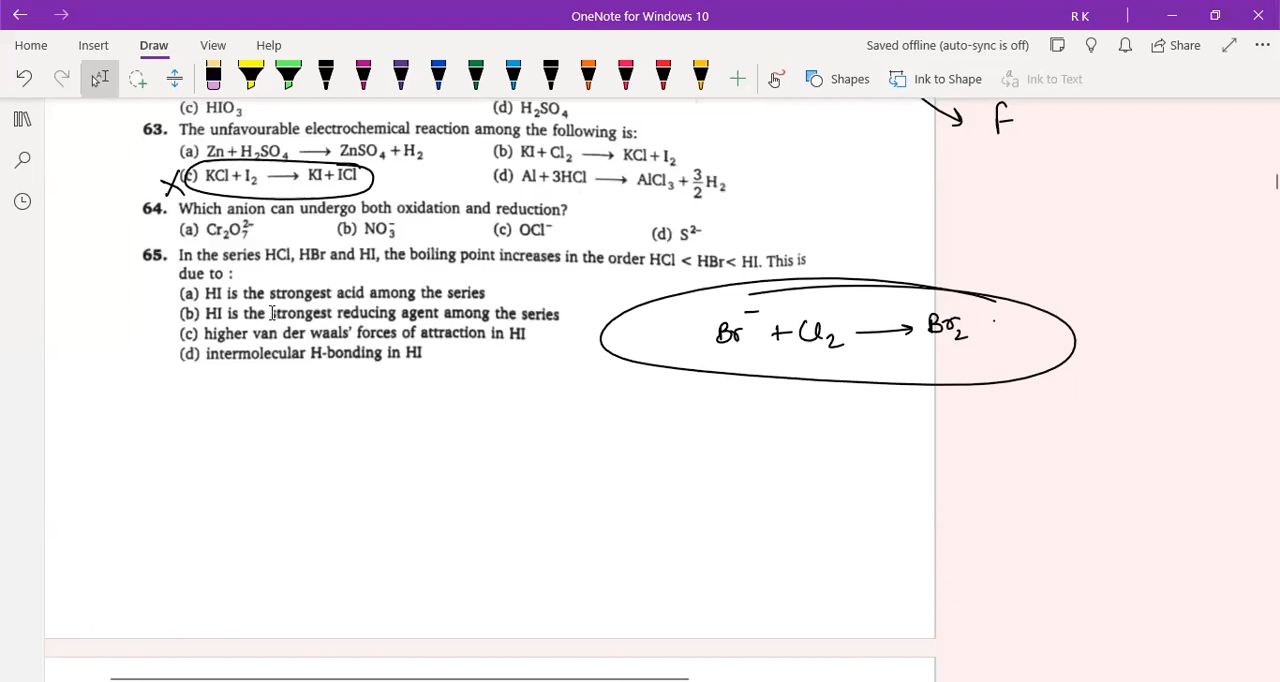 OneNote for Windows 10
R K
Home Insert Draw View Help
Saved offline (auto-sync is off)
Share
Shapes Ink to Shape Ink to Text
(c) HIO₃ (d) H₂SO₄
63. The unfavourable electrochemical reaction among the following is:
(a) Zn + H₂SO₄ ⟶ ZnSO₄ + H₂ (b) KI + Cl₂ ⟶ KCl + I₂
(c) KCl + I₂ ⟶ KI + ICl (d) Al + 3HCl ⟶ AlCl₃ + 3/2 H₂
64. Which anion can undergo both oxidation and reduction?
(a) Cr₂O₇²⁻ (b) NO₃⁻ (c) OCl⁻ (d) S²⁻
65. In the series HCl, HBr and HI, the boiling point increases in the order HCl < HBr < HI. This is
due to :
(a) HI is the strongest acid among the series
(b) HI is the strongest reducing agent among the series
(c) higher van der waals' forces of attraction in HI
(d) intermolecular H-bonding in HI
F
Br⁻ + Cl₂ ⟶ Br₂